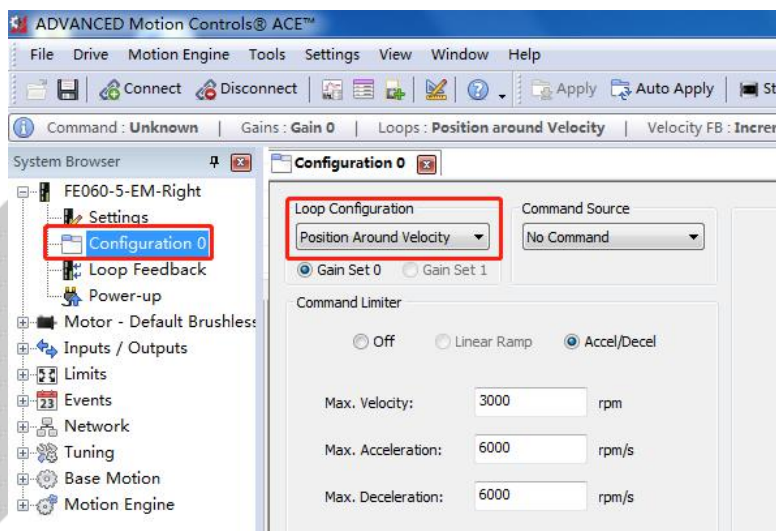 ADVANCED Motion Controls® ACE™
File Drive Motion Engine Tools Settings View Window Help
Connect Disconnect Apply Auto Apply St
Command : Unknown | Gains : Gain 0 | Loops : Position around Velocity | Velocity FB : Increr
System Browser
Configuration 0
FE060-5-EM-Right
Settings
Configuration 0
Loop Feedback
Power-up
Motor - Default Brushless
Inputs / Outputs
Limits
23 Events
Network
Tuning
Base Motion
Motion Engine
Loop Configuration
Position Around Velocity
Gain Set 0 Gain Set 1
Command Source
No Command
Command Limiter
Off Linear Ramp Accel/Decel
Max. Velocity: 3000 rpm
Max. Acceleration: 6000 rpm/s
Max. Deceleration: 6000 rpm/s